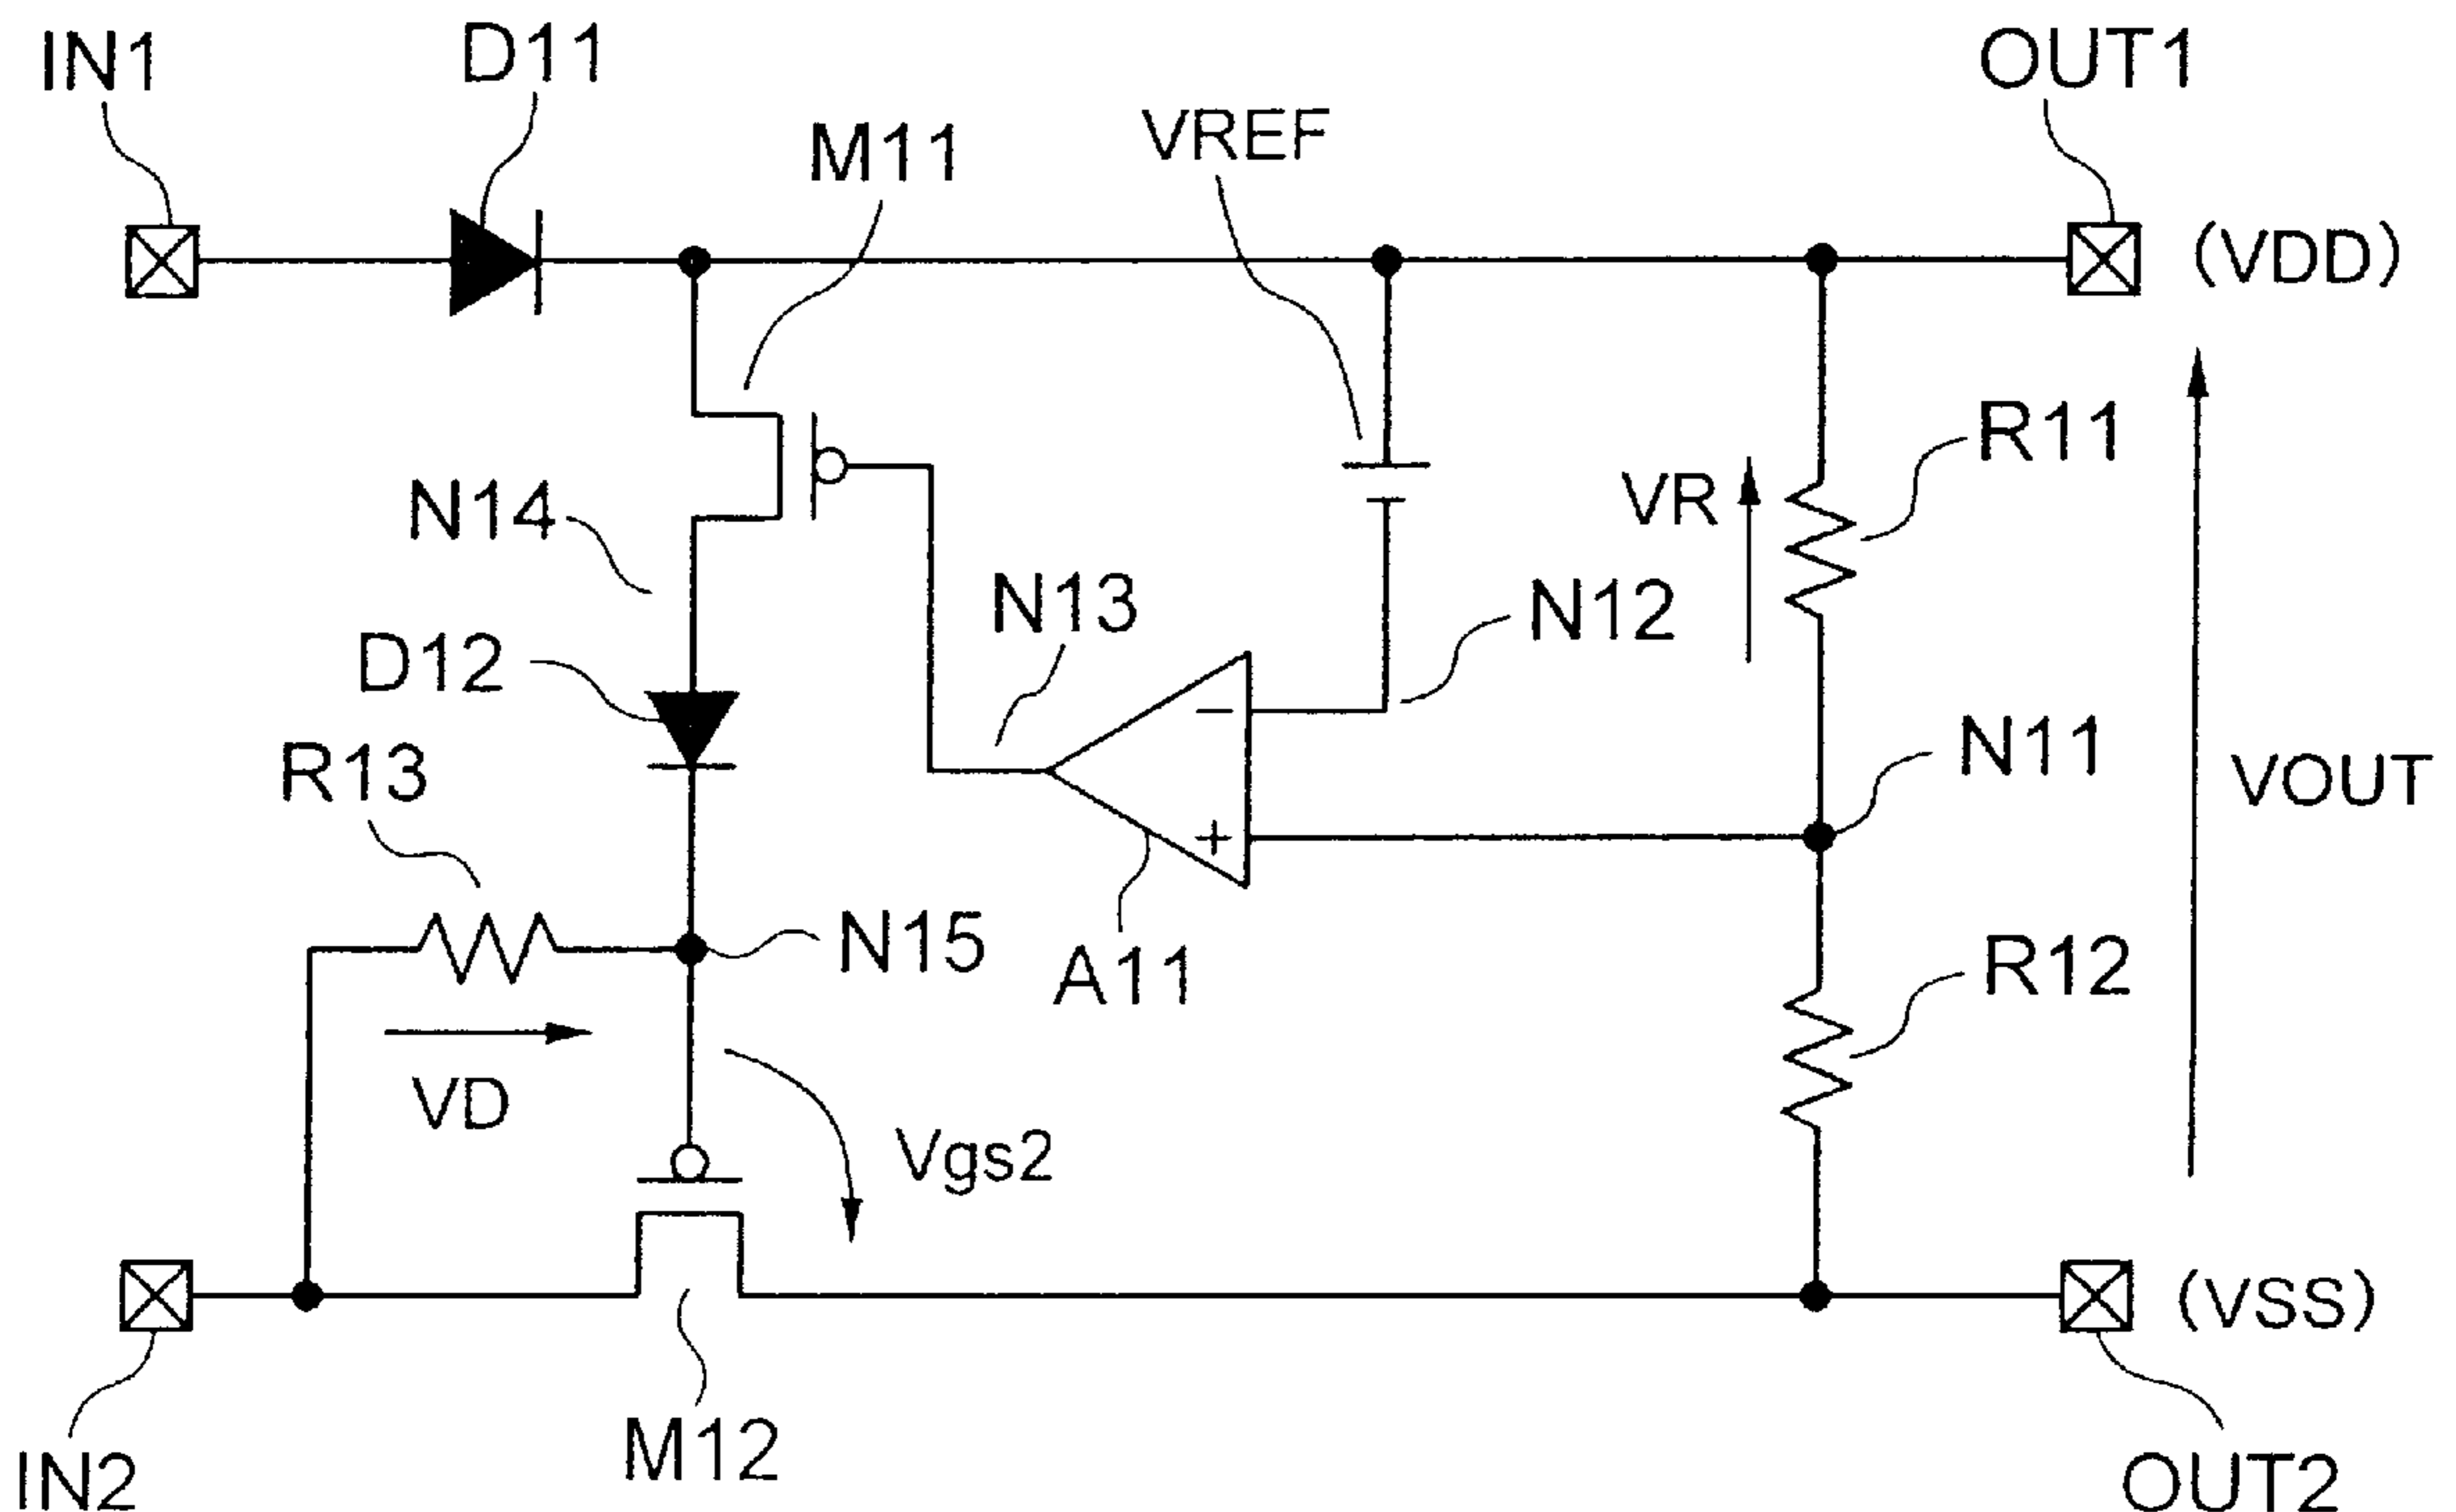 IN1
D11
OUT1
M11
VREF
(VDD)
R11
N14
VR
N13
N12
D12
N11
R13
VOUT
−
+
N15
R12
A11
VD
Vgs2
(VSS)
M12
IN2
OUT2